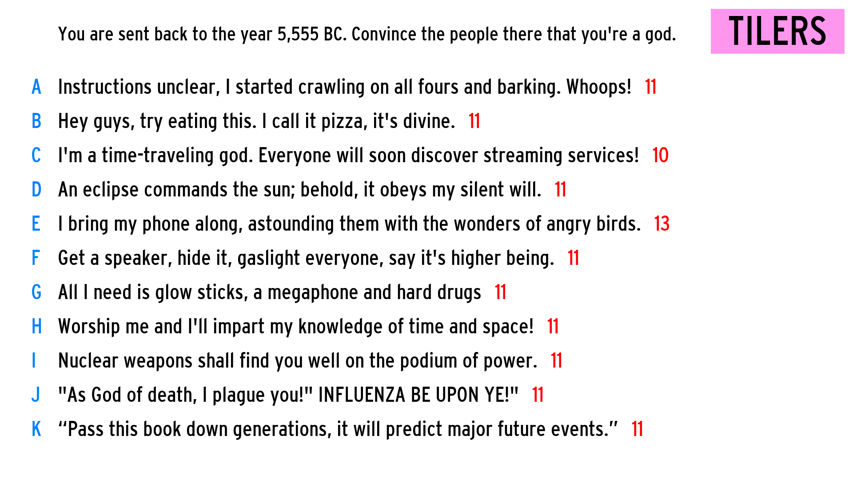 You are sent back to the year 5,555 BC. Convince the people there that you're a god.
TILERS
A Instructions unclear, I started crawling on all fours and barking. Whoops! 11
B Hey guys, try eating this. I call it pizza, it's divine. 11
C I'm a time-traveling god. Everyone will soon discover streaming services! 10
D An eclipse commands the sun; behold, it obeys my silent will. 11
E I bring my phone along, astounding them with the wonders of angry birds. 13
F Get a speaker, hide it, gaslight everyone, say it's higher being. 11
G All I need is glow sticks, a megaphone and hard drugs 11
H Worship me and I'll impart my knowledge of time and space! 11
I Nuclear weapons shall find you well on the podium of power. 11
J "As God of death, I plague you!" INFLUENZA BE UPON YE!" 11
K “Pass this book down generations, it will predict major future events.” 11